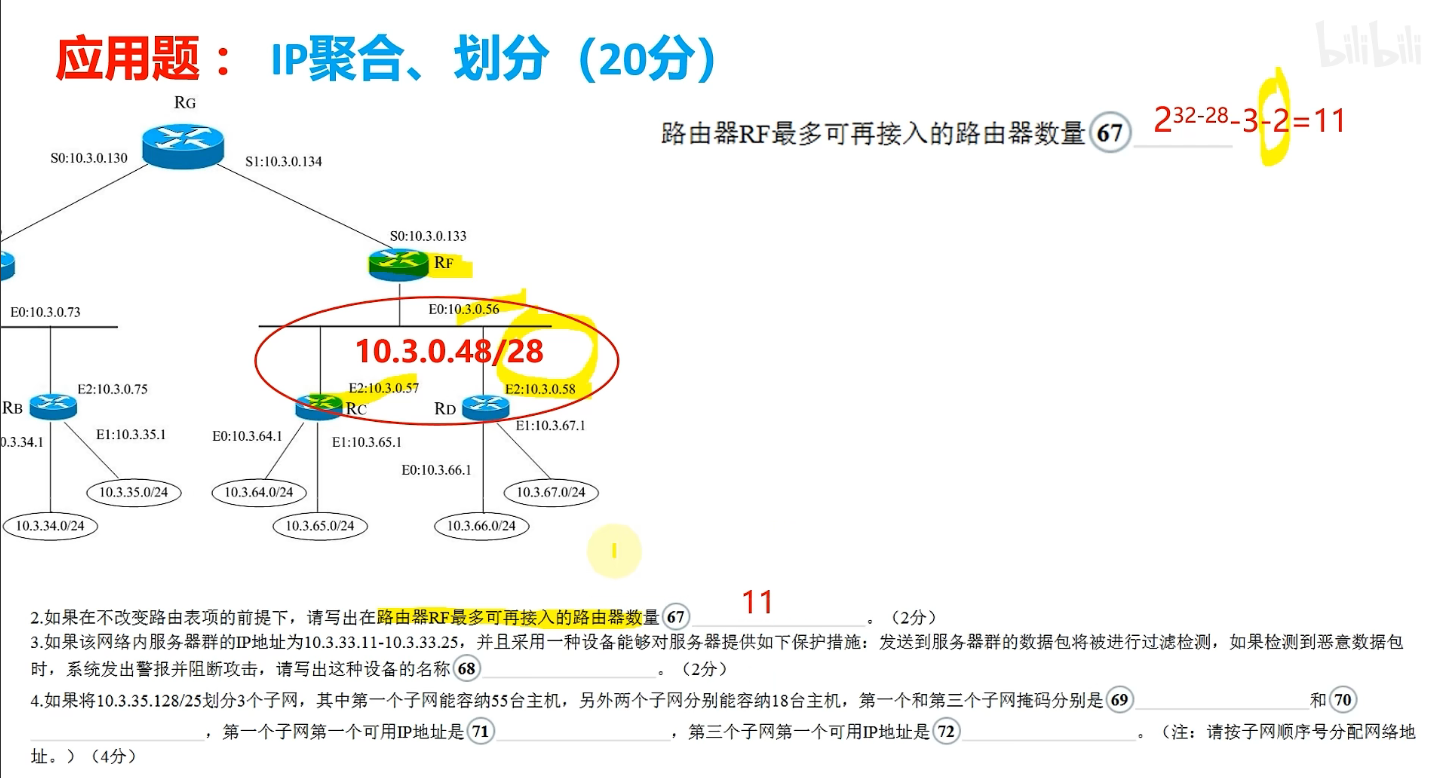 应用题： IP聚合、划分（20分）
bilibili
路由器RF最多可再接入的路由器数量 67 2^32-28-3-2=11
RG
S0:10.3.0.130
S1:10.3.0.134
S0:10.3.0.133
RF
E0:10.3.0.73
E0:10.3.0.56
10.3.0.48/28
E2:10.3.0.75
E2:10.3.0.57
E2:10.3.0.58
RB
RC
RD
0.3.34.1
E1:10.3.35.1
E0:10.3.64.1
E1:10.3.65.1
E1:10.3.67.1
E0:10.3.66.1
10.3.35.0/24
10.3.64.0/24
10.3.67.0/24
10.3.34.0/24
10.3.65.0/24
10.3.66.0/24
2.如果在不改变路由表项的前提下，请写出在路由器RF最多可再接入的路由器数量 67 11 。（2分）
3.如果该网络内服务器群的IP地址为10.3.33.11-10.3.33.25，并且采用一种设备能够对服务器提供如下保护措施：发送到服务器群的数据包将被进行过滤检测，如果检测到恶意数据包
时，系统发出警报并阻断攻击，请写出这种设备的名称 68 。（2分）
4.如果将10.3.35.128/25划分3个子网，其中第一个子网能容纳55台主机，另外两个子网分别能容纳18台主机，第一个和第三个子网掩码分别是 69 和 70
，第一个子网第一个可用IP地址是 71 ，第三个子网第一个可用IP地址是 72 。（注：请按子网顺序号分配网络地
址。）（4分）